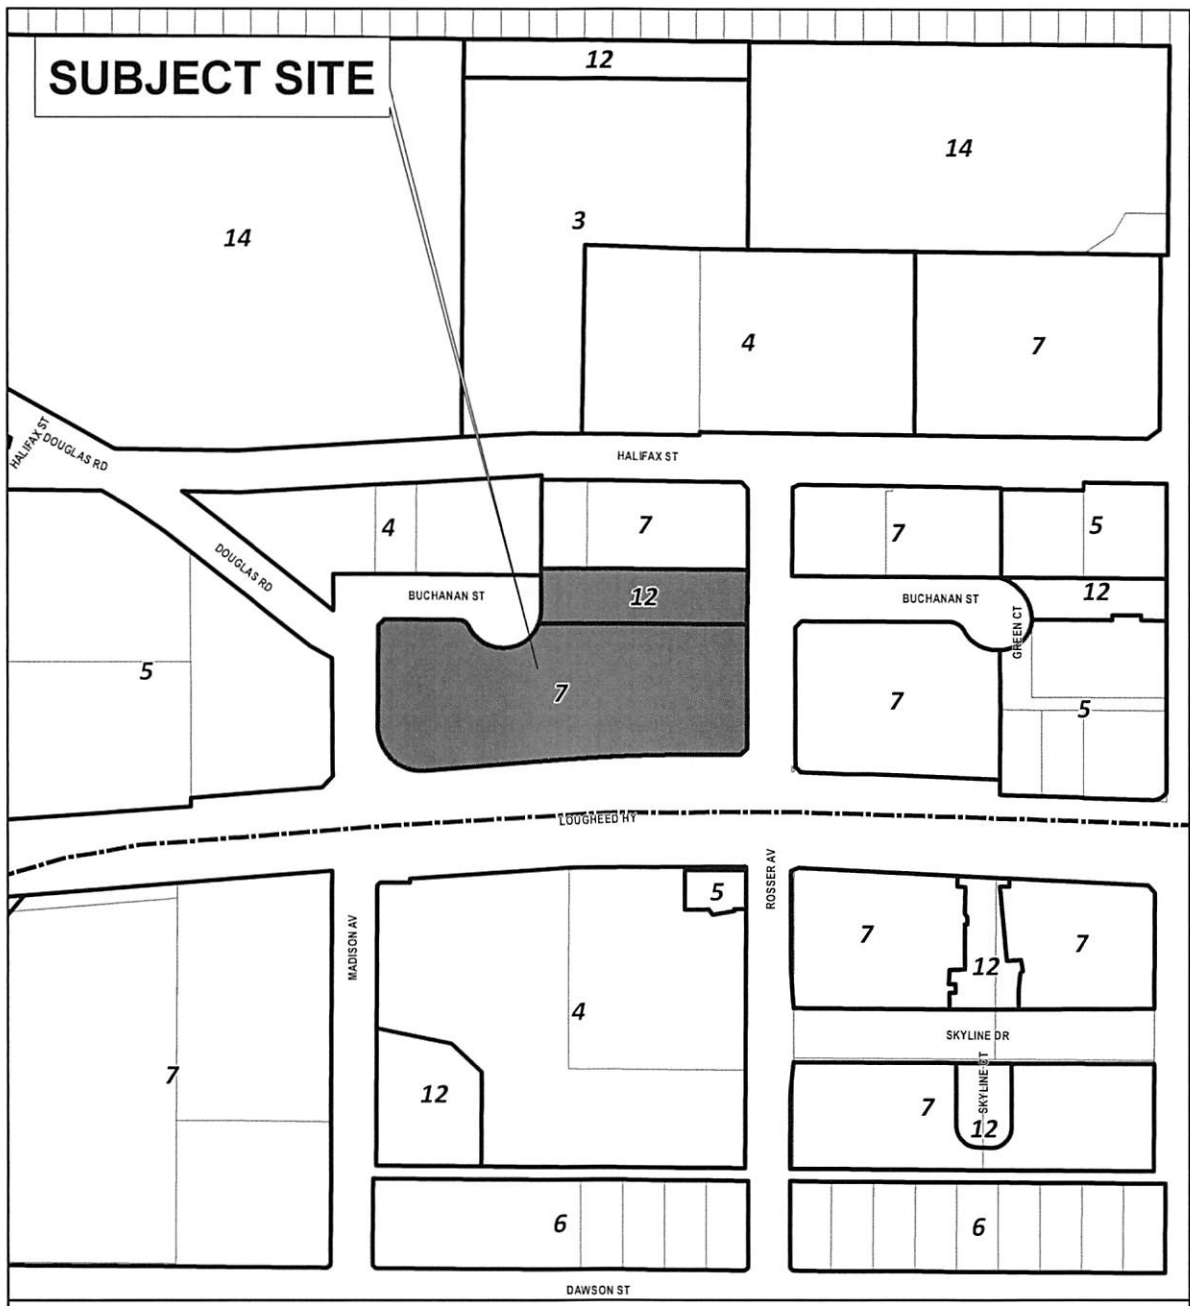 12
SUBJECT SITE
14
14
3
4
7
HALIFAX ST
DOUGLAS RD
HALIFAX ST
4
7
7
5
DOUGLAS RD
BUCHANAN ST
12
BUCHANAN ST
GREEN CT
12
5
7
7
5
LOUGHEED HY
ROSSER AV
5
MADISON AV
7
7
12
4
SKYLINE DR
7
12
SKYLINE CT
7
12
6
6
DAWSON ST